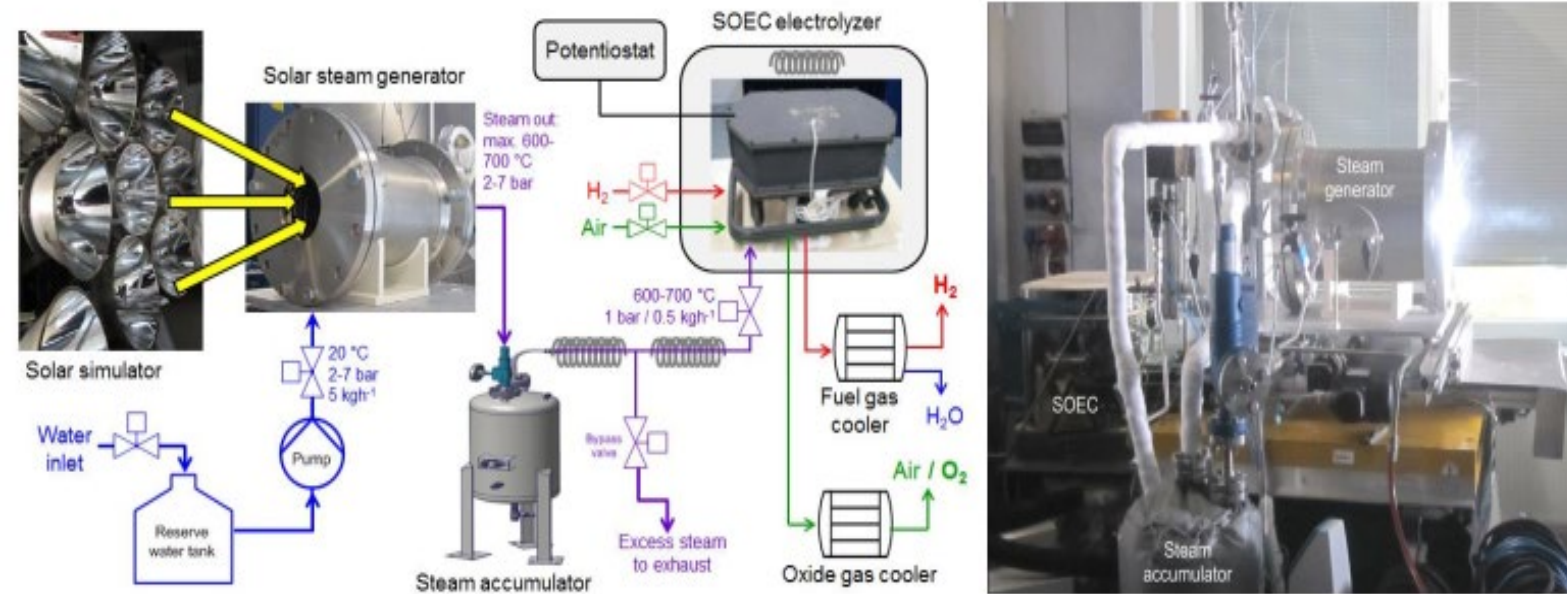 SOEC electrolyzer
Potentiostat
Solar steam generator
Steam out:
max. 600-
700 °C
2-7 bar
H₂
Air
Solar simulator
20 °C
2-7 bar
5 kgh⁻¹
Water
inlet
Pump
Reserve
water tank
600-700 °C
1 bar / 0.5 kgh⁻¹
Bypass
valve
Excess steam
to exhaust
Steam accumulator
H₂
Fuel gas
cooler
H₂O
Air / O₂
Oxide gas cooler
Steam
generator
SOEC
Steam
accumulator